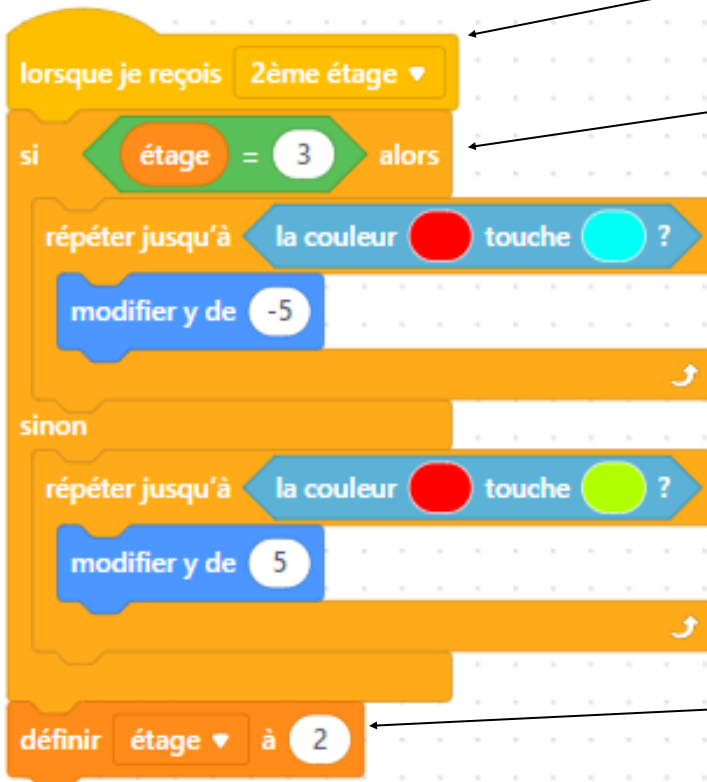 lorsque je reçois 2ème étage
si étage = 3 alors
répéter jusqu'à la couleur touche ?
modifier y de -5
sinon
répéter jusqu'à la couleur touche ?
modifier y de 5
définir étage à 2